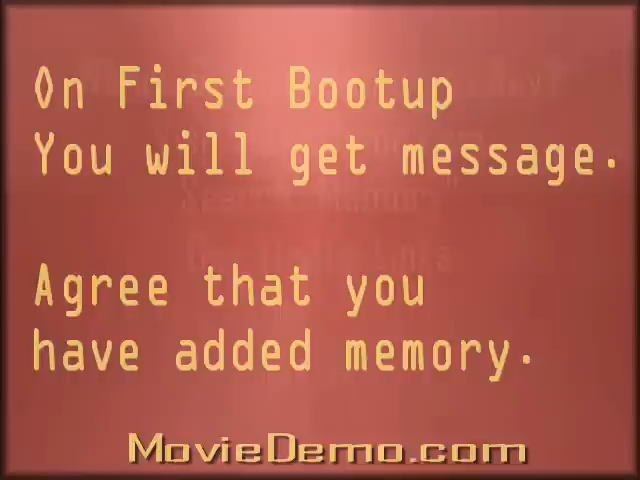 On First Bootup
You will get message.
Agree that you
have added memory.
MovieDemo.com